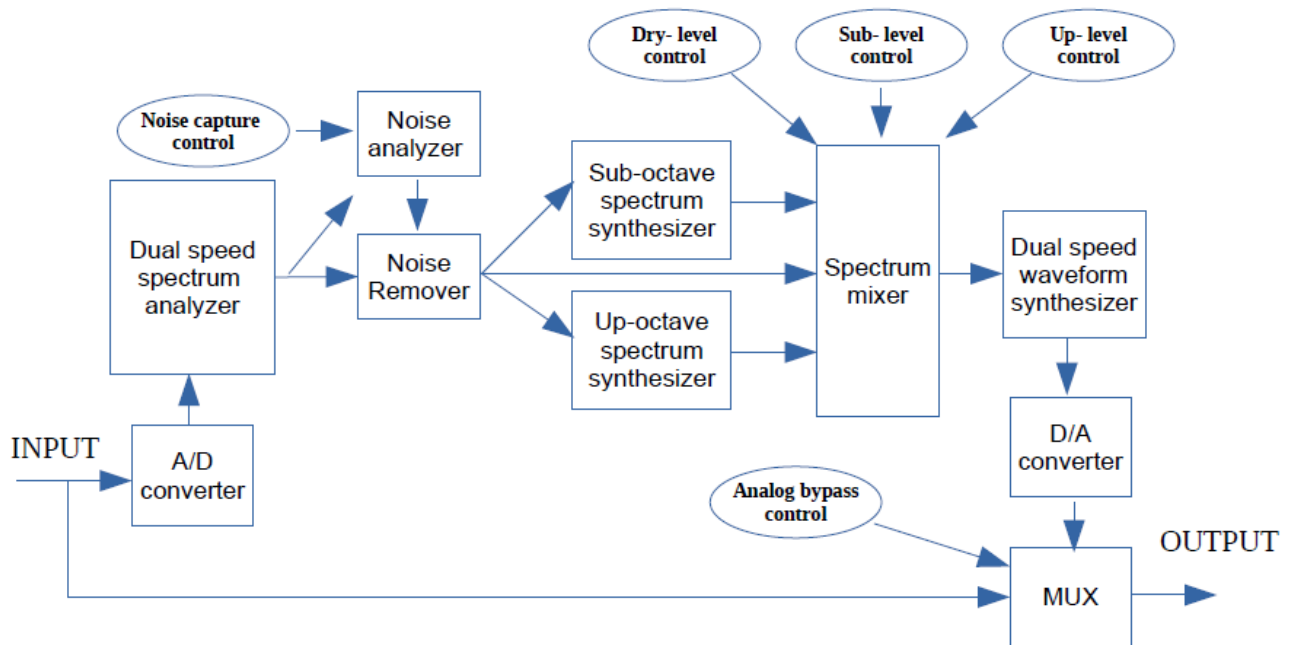 Dry- level
control
Sub- level
control
Up- level
control
Noise capture
control
Noise
analyzer
Sub-octave
spectrum
synthesizer
Dual speed
spectrum
analyzer
Noise
Remover
Spectrum
mixer
Dual speed
waveform
synthesizer
Up-octave
spectrum
synthesizer
INPUT
A/D
converter
D/A
converter
Analog bypass
control
MUX
OUTPUT